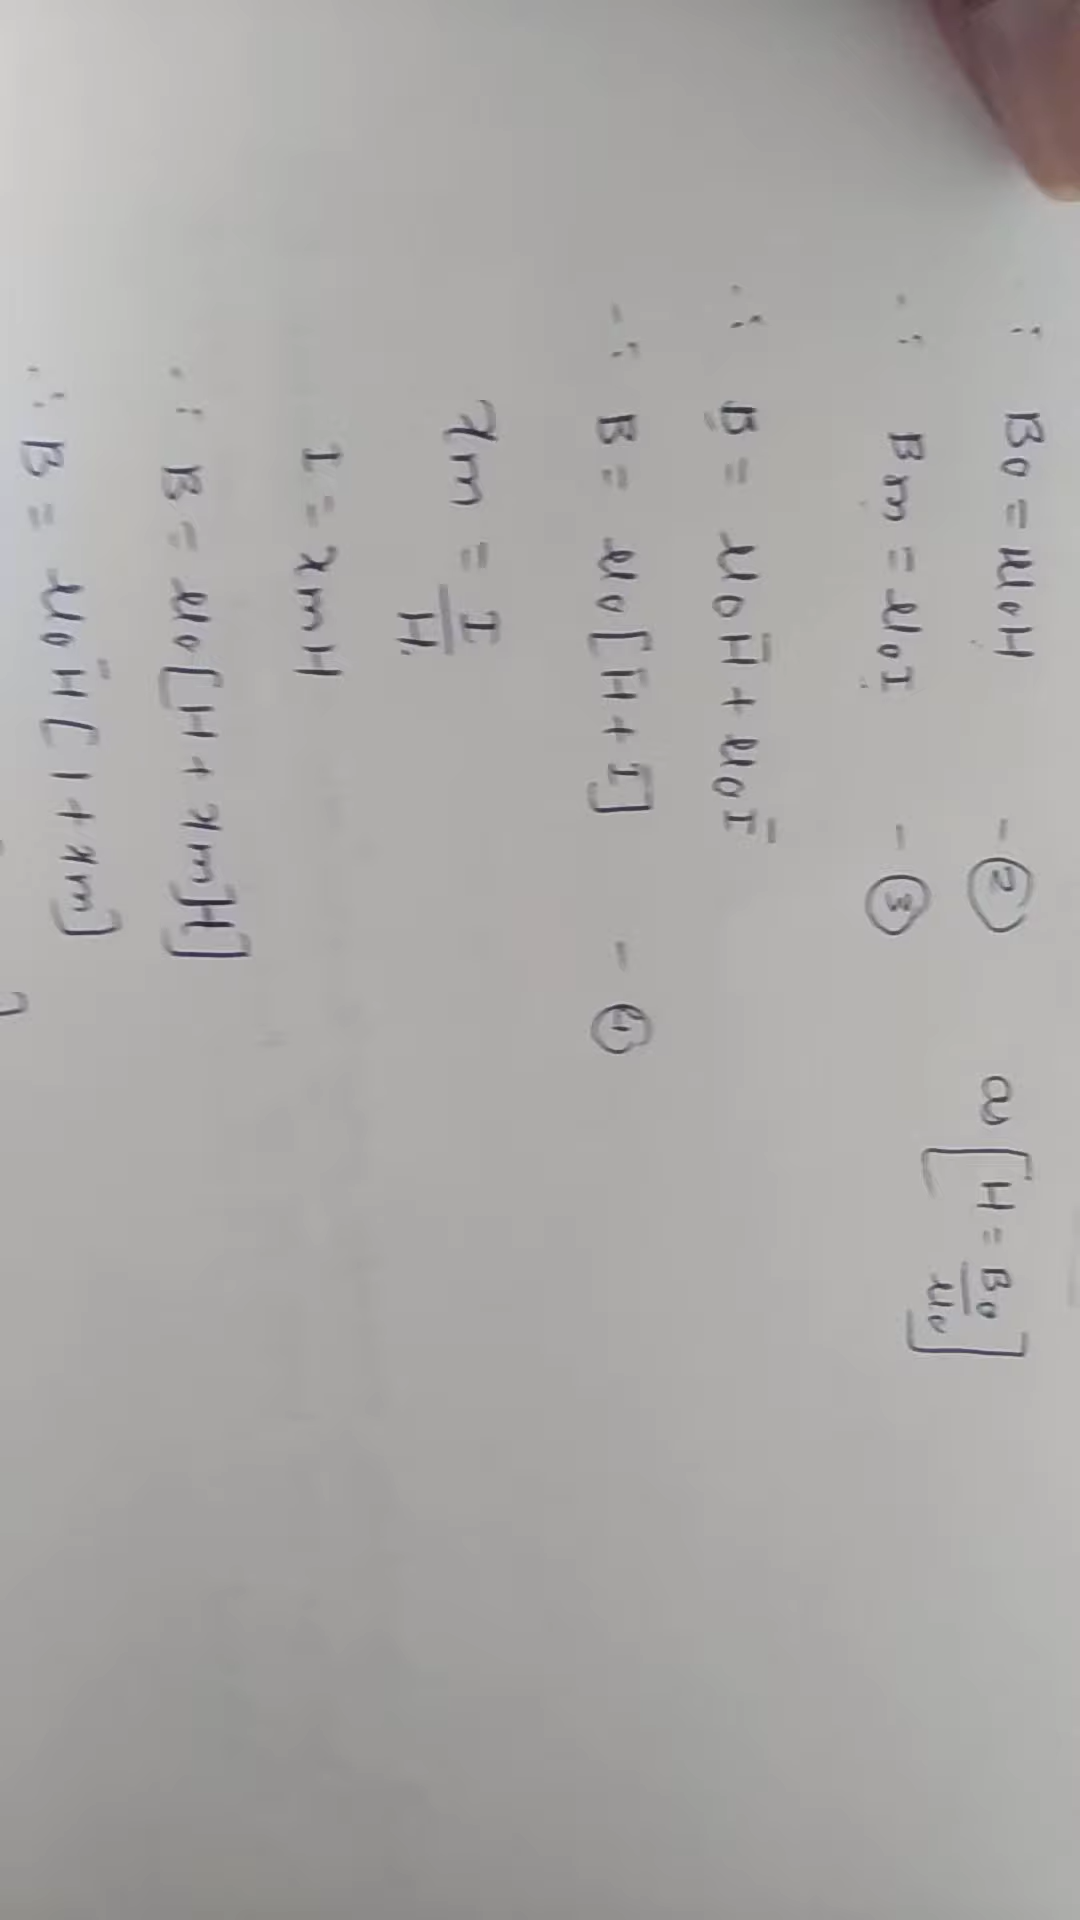 ∵ B₀ = μ₀H - ② as [H = B₀/μ₀]
∴ Bm = μ₀I - ③
∴ B̄ = μ₀H̄ + μ₀Ī
∴ B = μ₀[H̄ + Ī] - ④
χm = I/H.
I = χmH
∴ B = μ₀[H + χm]H]
∴ B = μ₀H̄[1 + χm]